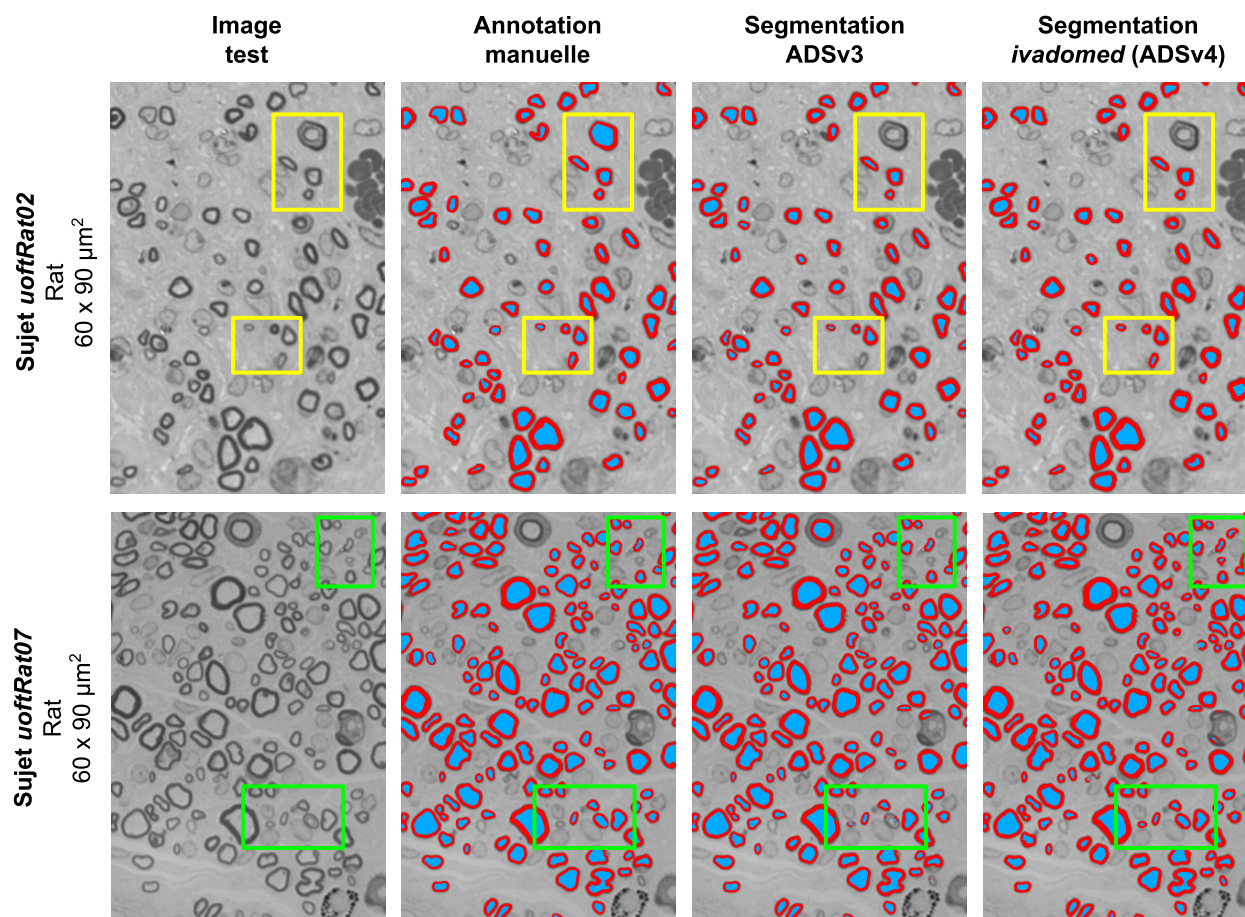 Image
test
Annotation
manuelle
Segmentation
ADSv3
Segmentation
ivadomed (ADSv4)
Sujet uoftRat02
Rat
60 x 90 µm²
Sujet uoftRat07
Rat
60 x 90 µm²